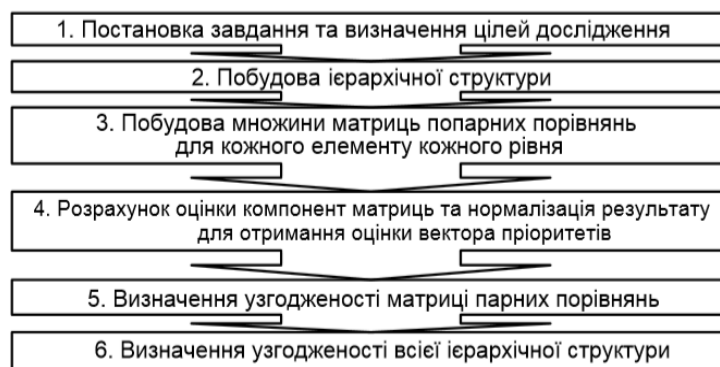 1. Постановка завдання та визначення цілей дослідження
2. Побудова ієрархічної структури
3. Побудова множини матриць попарних порівнянь
для кожного елементу кожного рівня
4. Розрахунок оцінки компонент матриць та нормалізація результату
для отримання оцінки вектора пріоритетів
5. Визначення узгодженості матриці парних порівнянь
6. Визначення узгодженості всієї ієрархічної структури